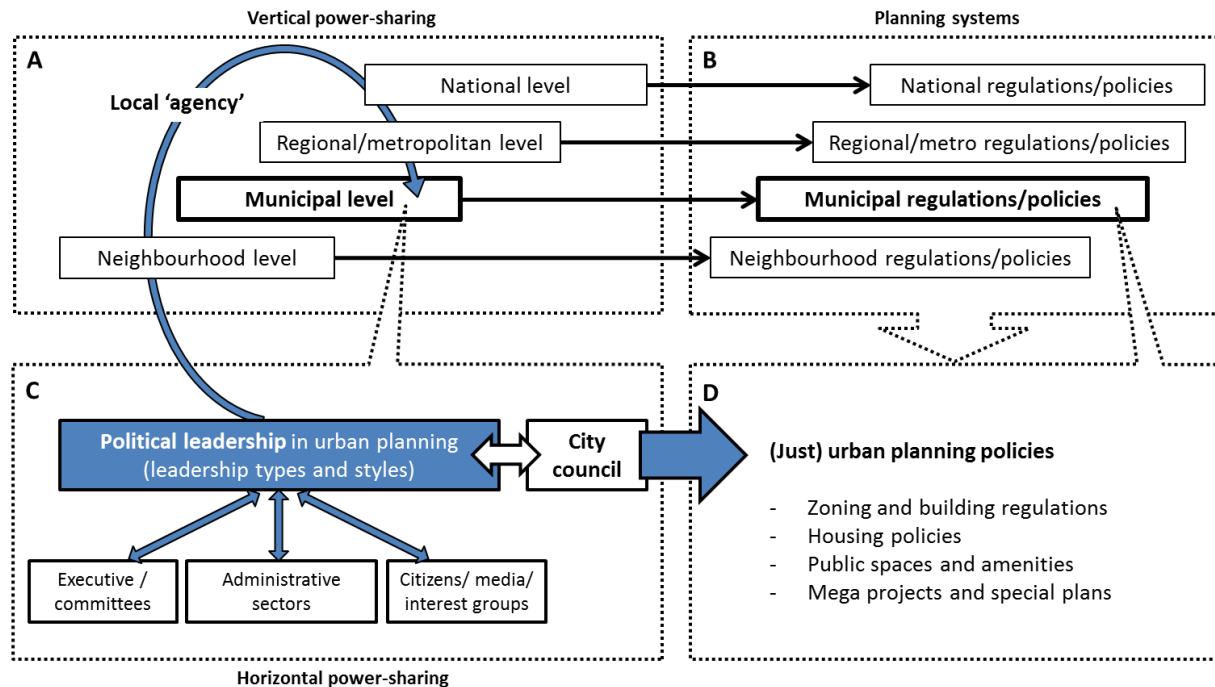 Vertical power-sharing
Planning systems
A
National level
Local ‘agency’
Regional/metropolitan level
Municipal level
Neighbourhood level
B
National regulations/policies
Regional/metro regulations/policies
Municipal regulations/policies
Neighbourhood regulations/policies
C
Political leadership in urban planning
(leadership types and styles)
City
council
Executive /
committees
Administrative
sectors
Citizens/ media/
interest groups
D
(Just) urban planning policies
- Zoning and building regulations
- Housing policies
- Public spaces and amenities
- Mega projects and special plans
Horizontal power-sharing